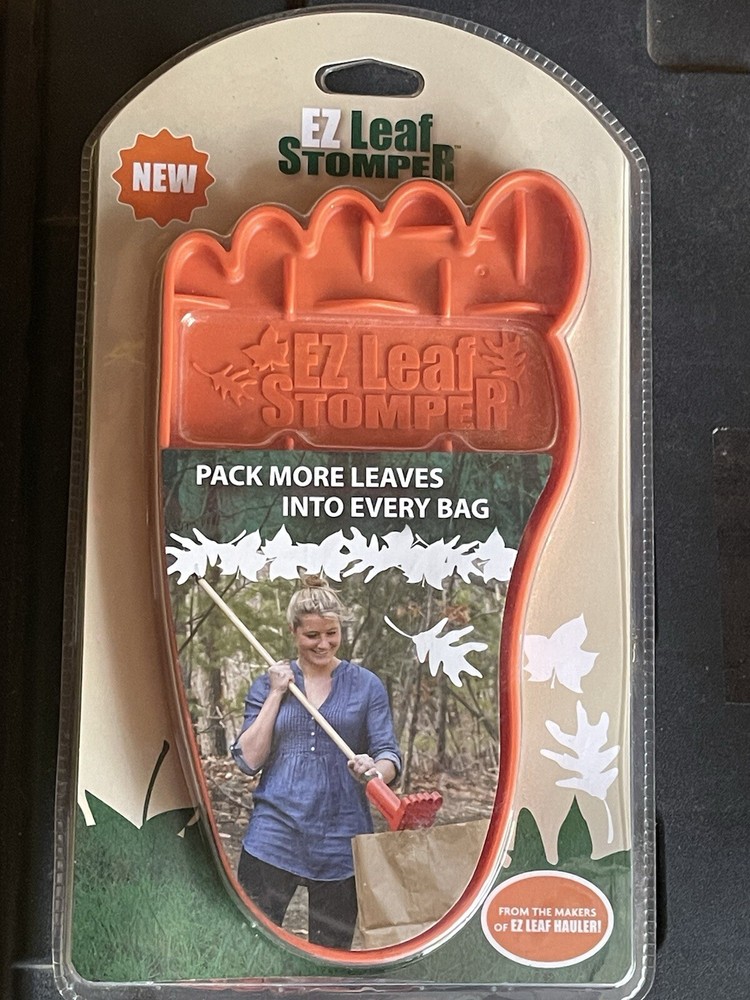 EZ Leaf
STOMPER™
NEW
EZ Leaf
STOMPER
PACK MORE LEAVES
INTO EVERY BAG
FROM THE MAKERS
OF EZ LEAF HAULER!